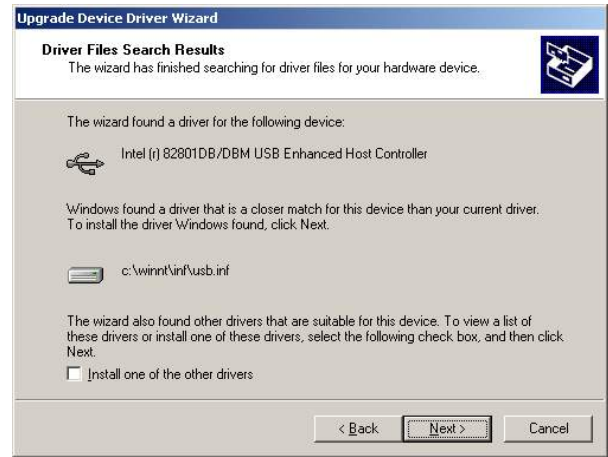 Upgrade Device Driver Wizard
Driver Files Search Results
The wizard has finished searching for driver files for your hardware device.
The wizard found a driver for the following device:
Intel (r) 82801DB/DBM USB Enhanced Host Controller
Windows found a driver that is a closer match for this device than your current driver.
To install the driver Windows found, click Next.
c:\winnt\inf\usb.inf
The wizard also found other drivers that are suitable for this device. To view a list of
these drivers or install one of these drivers, select the following check box, and then click
Next.
Install one of the other drivers
< Back
Next >
Cancel